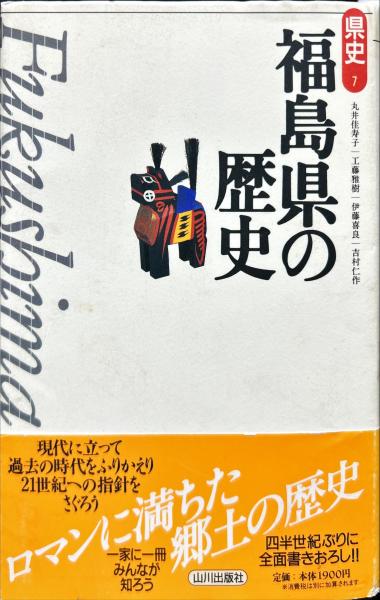 県史
7
福島県の
歴史
丸井佳寿子｜工藤雅樹｜伊藤喜良｜吉村仁作
Fukushima
現代に立って
過去の時代をふりかえり
21世紀への指針を
さぐろう
ロマンに満ちた
郷土の歴史
一家に一冊
みんなが
知ろう
山川出版社
四半世紀ぶりに
全面書きおろし!!
定価：本体1900円
※消費税は別に加算されます